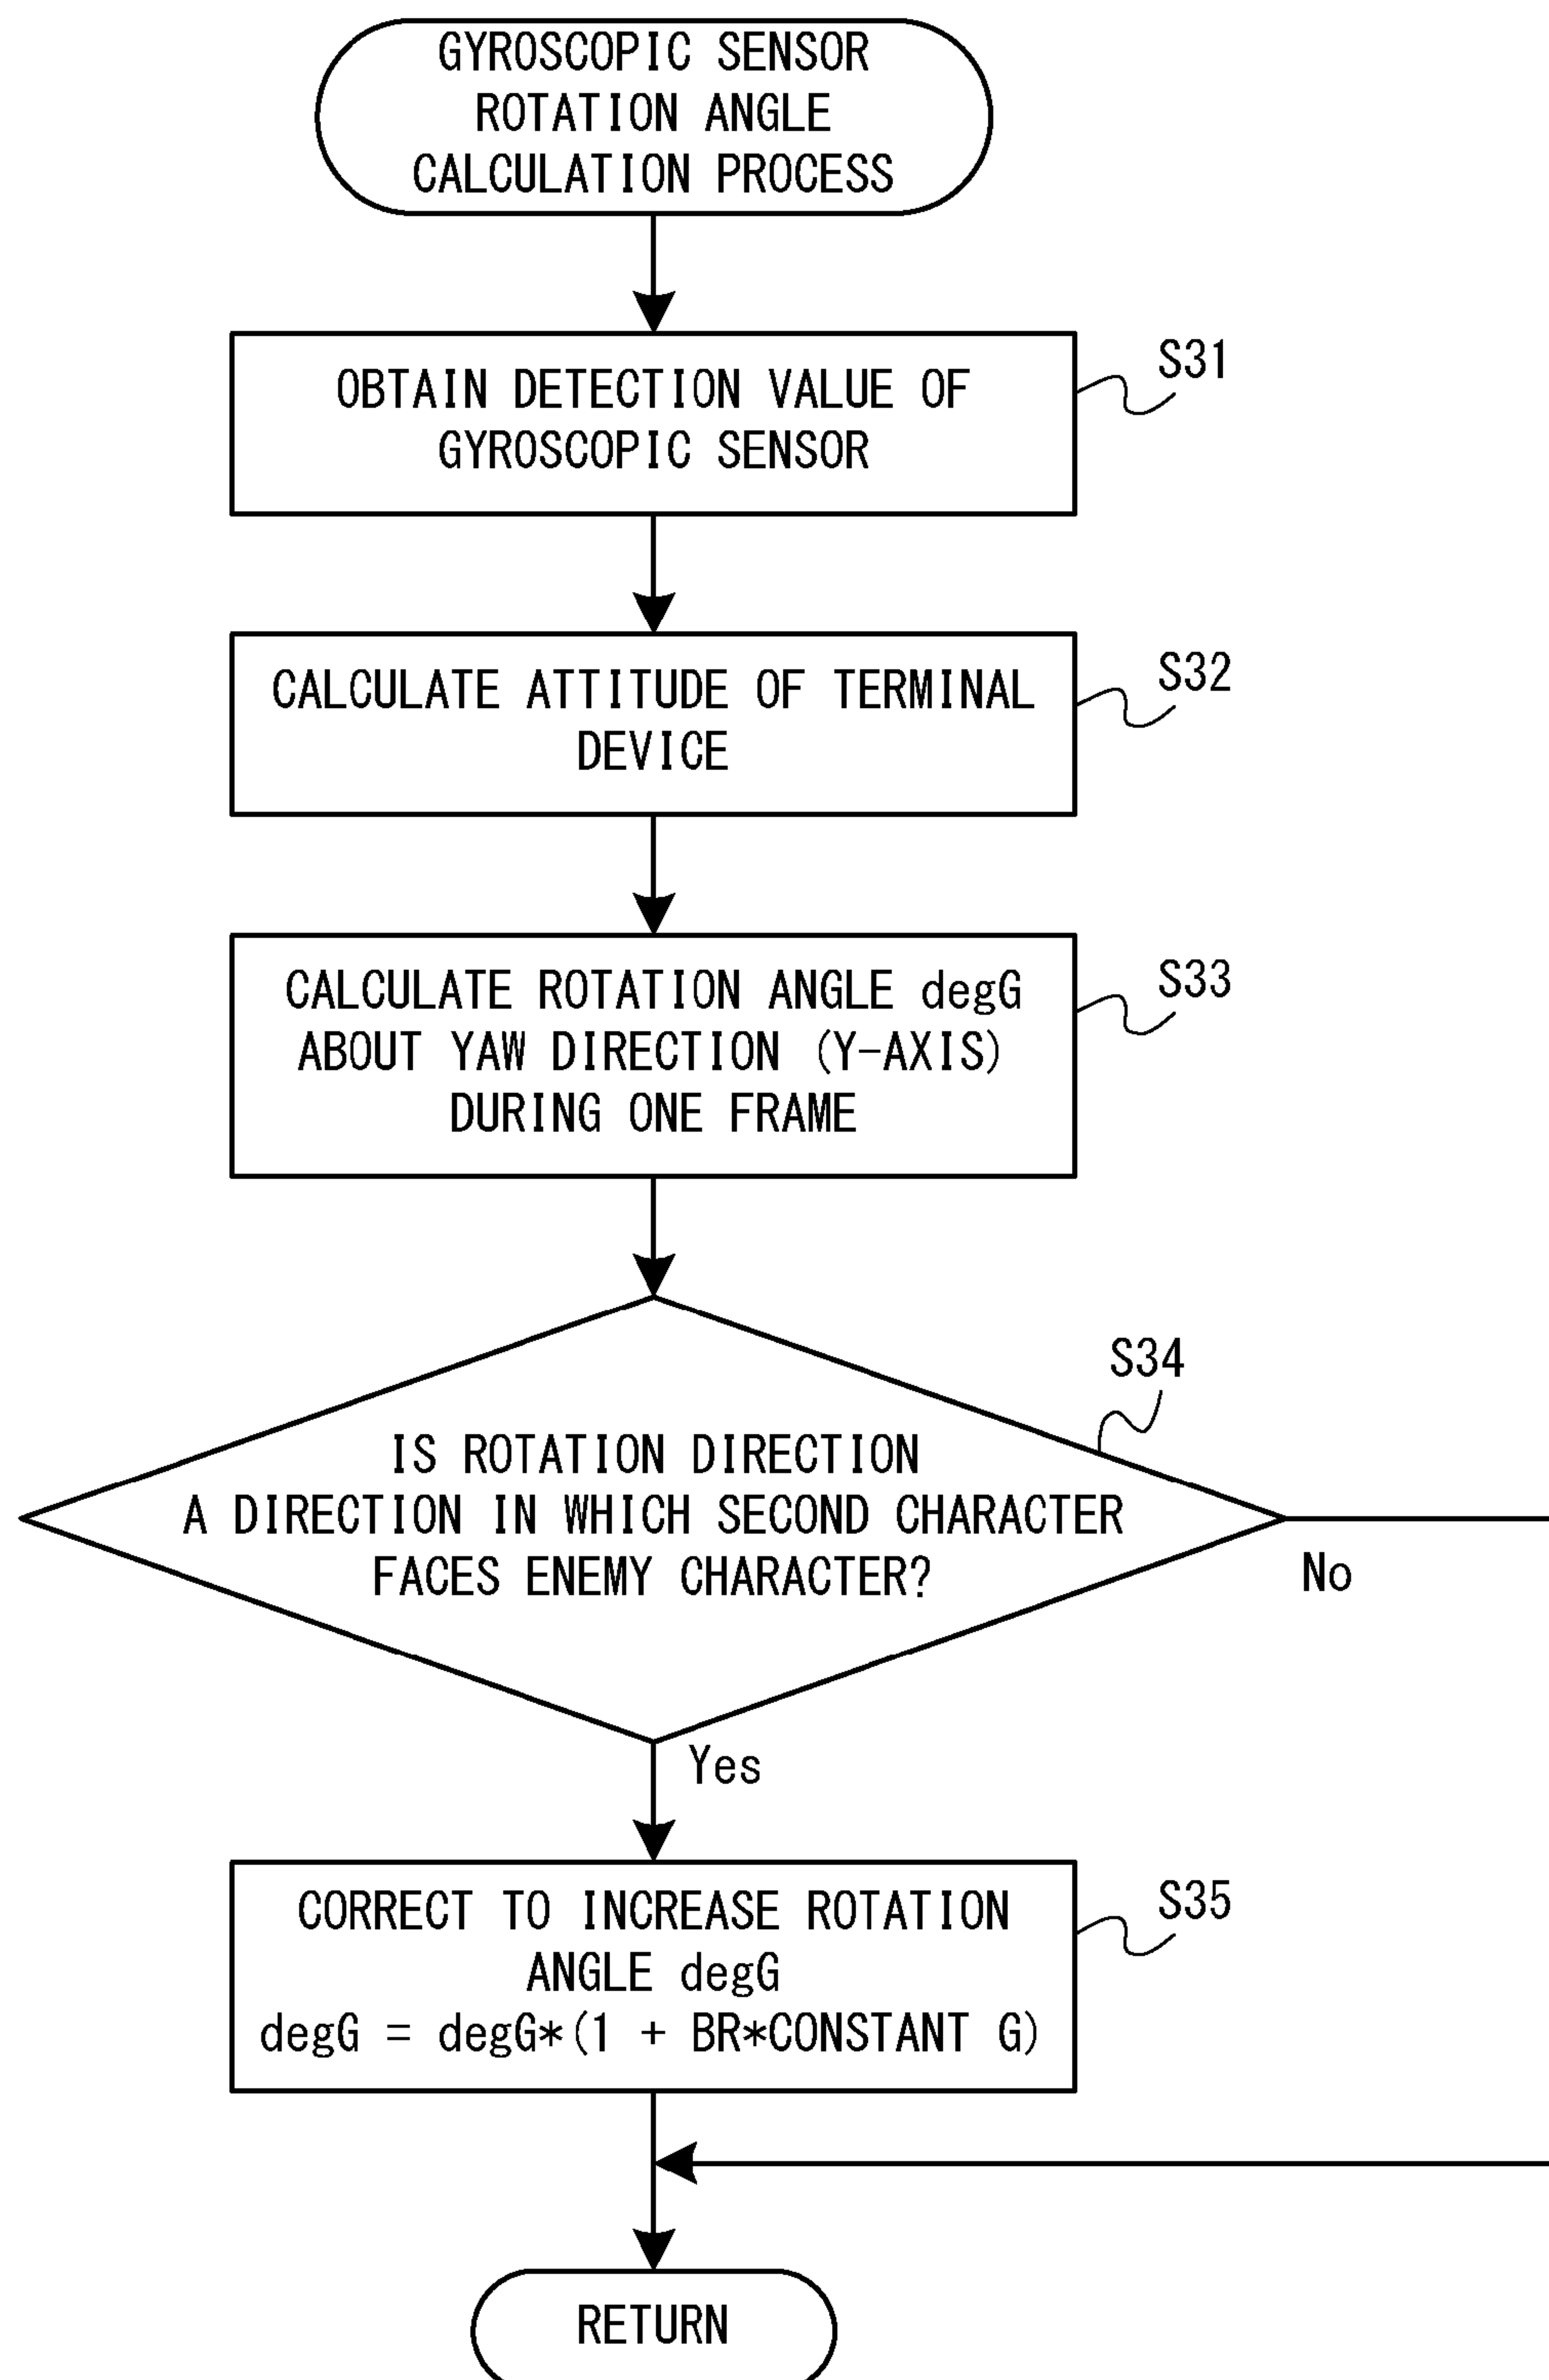 GYROSCOPIC SENSOR
ROTATION ANGLE
CALCULATION PROCESS
OBTAIN DETECTION VALUE OF
GYROSCOPIC SENSOR
S31
CALCULATE ATTITUDE OF TERMINAL
DEVICE
S32
CALCULATE ROTATION ANGLE degG
ABOUT YAW DIRECTION (Y-AXIS)
DURING ONE FRAME
S33
S34
IS ROTATION DIRECTION
A DIRECTION IN WHICH SECOND CHARACTER
FACES ENEMY CHARACTER?
No
Yes
CORRECT TO INCREASE ROTATION
ANGLE degG
degG = degG*(1 + BR*CONSTANT G)
S35
RETURN